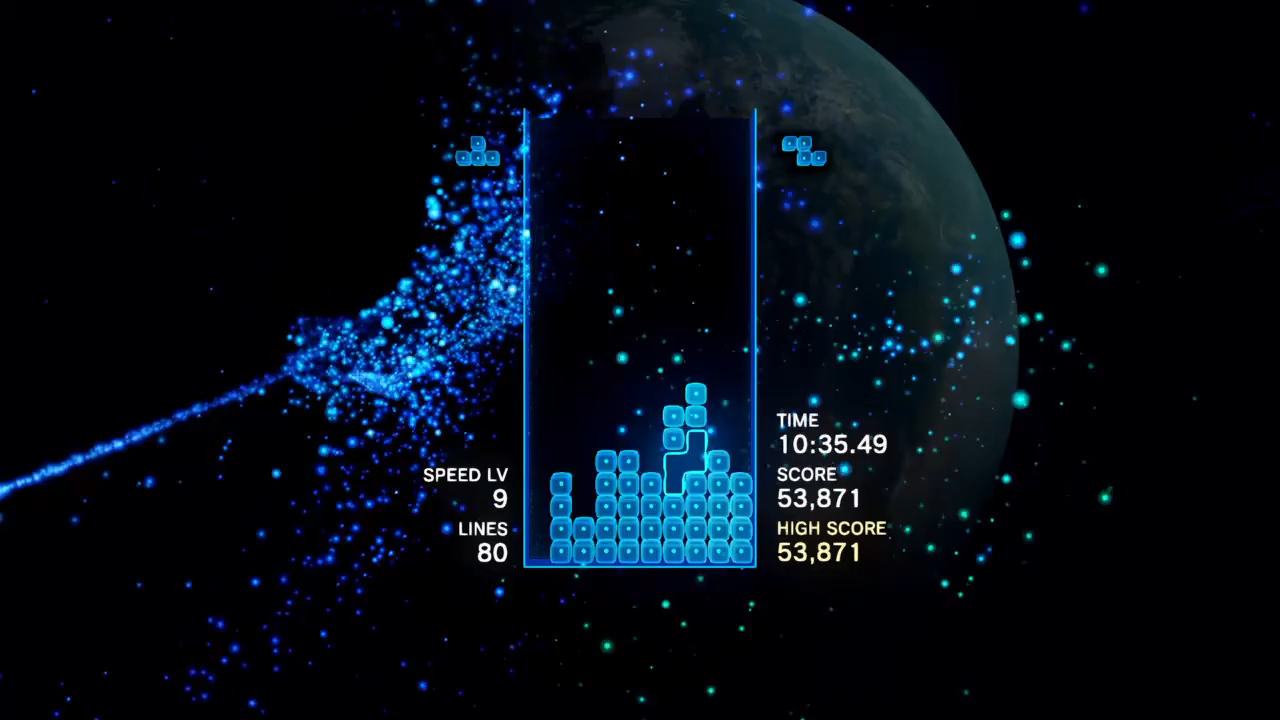 SPEED LV
9
LINES
80
TIME
10:35.49
SCORE
53,871
HIGH SCORE
53,871